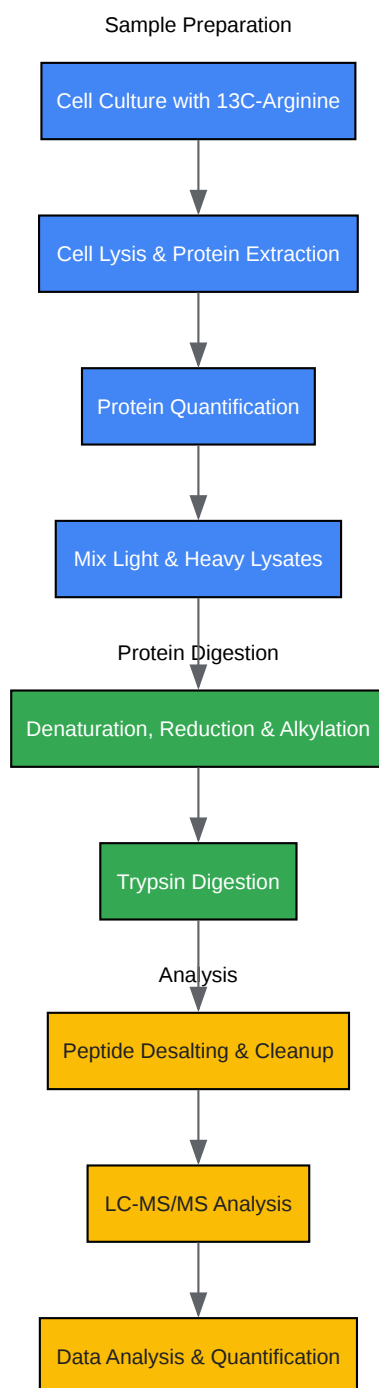 Sample Preparation
Cell Culture with 13C-Arginine
Cell Lysis & Protein Extraction
Protein Quantification
Mix Light & Heavy Lysates
Protein Digestion
Denaturation, Reduction & Alkylation
Trypsin Digestion
Analysis
Peptide Desalting & Cleanup
LC-MS/MS Analysis
Data Analysis & Quantification